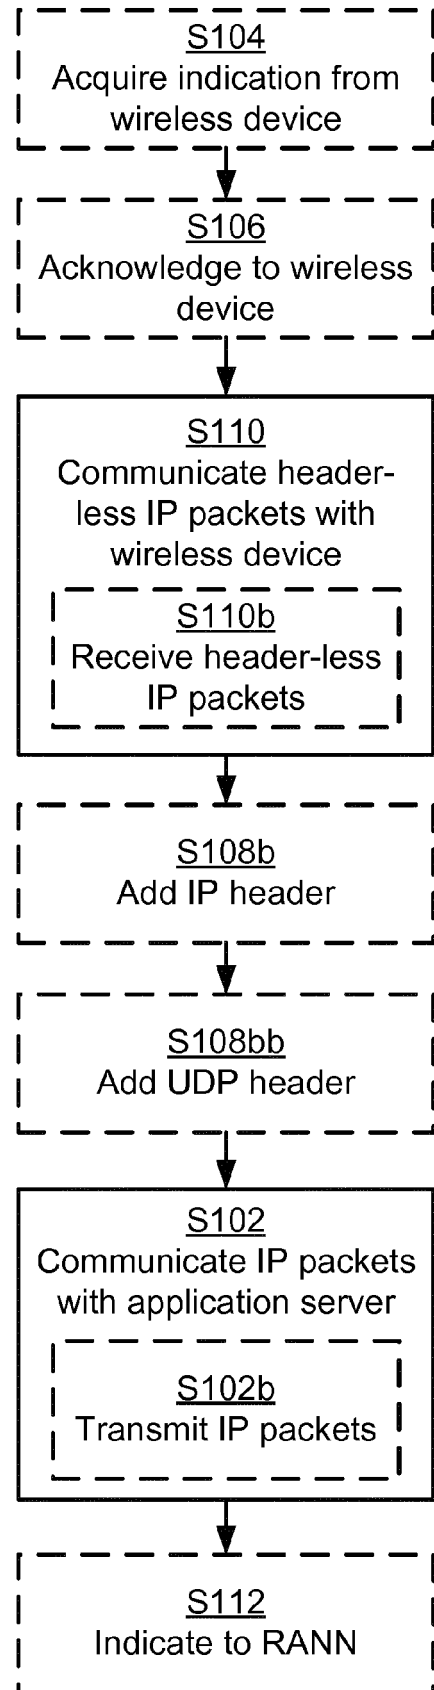 S104
Acquire indication from
wireless device
S106
Acknowledge to wireless
device
S110
Communicate header-
less IP packets with
wireless device
S110b
Receive header-less
IP packets
S108b
Add IP header
S108bb
Add UDP header
S102
Communicate IP packets
with application server
S102b
Transmit IP packets
S112
Indicate to RANN